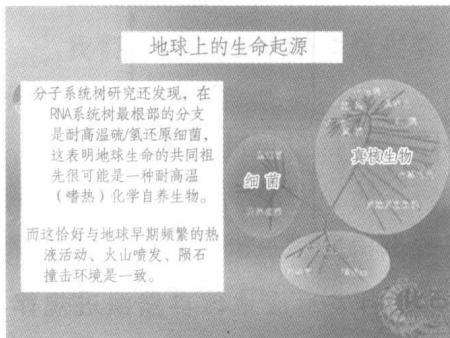 地球上的生命起源
分子系统树研究还发现，在
RNA系统树最根部的分支
是耐高温硫/氢还原细菌，
这表明地球生命的共同祖
先很可能是一种耐高温
（嗜热）化学自养生物。
而这恰好与地球早期频繁的热
液活动、火山喷发、陨石
撞击环境是一致。
细菌
真核生物